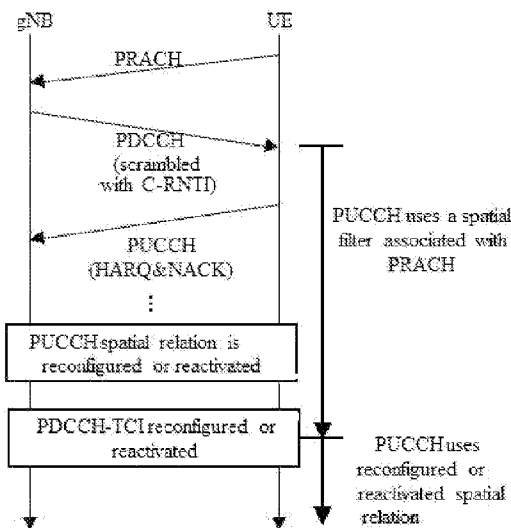 gNB
UE
PRACH
PDCCH
(scrambled
with C-RNTI)
PUCCH uses a spatial
filter associated with
PRACH
PUCCH
(HARQ&NACK)
PUCCH spatial relation is
reconfigured or reactivated
PDCCH-TCI reconfigured or
reactivated
PUCCH uses
reconfigured or
reactivated spatial
relation